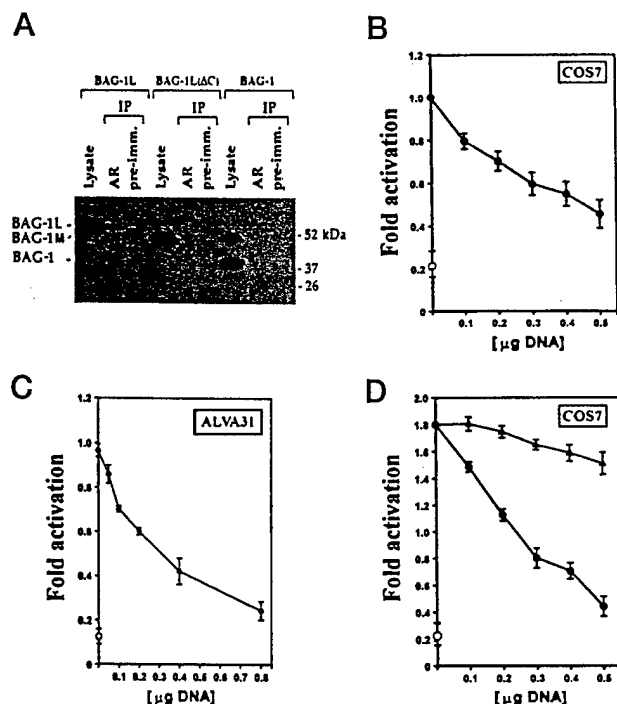 A
BAG-1L BAG-1L(ΔC) BAG-1
IP IP IP
Lysate AR pre-imm. Lysate AR pre-imm. Lysate AR pre-imm.
BAG-1L
BAG-1M
BAG-1
- 52 kDa
- 37
- 26
B
COS7
Fold activation
1.2
1.0
0.8
0.6
0.4
0.2
0
0.1 0.2 0.3 0.4 0.5
[µg DNA]
C
ALVA31
Fold activation
1.2
1.0
0.8
0.6
0.4
0.2
0
0.1 0.2 0.3 0.4 0.5 0.6 0.7 0.8
[µg DNA]
D
COS7
Fold activation
2.0
1.8
1.6
1.4
1.2
1.0
0.8
0.6
0.4
0.2
0
0.1 0.2 0.3 0.4 0.5
[µg DNA]